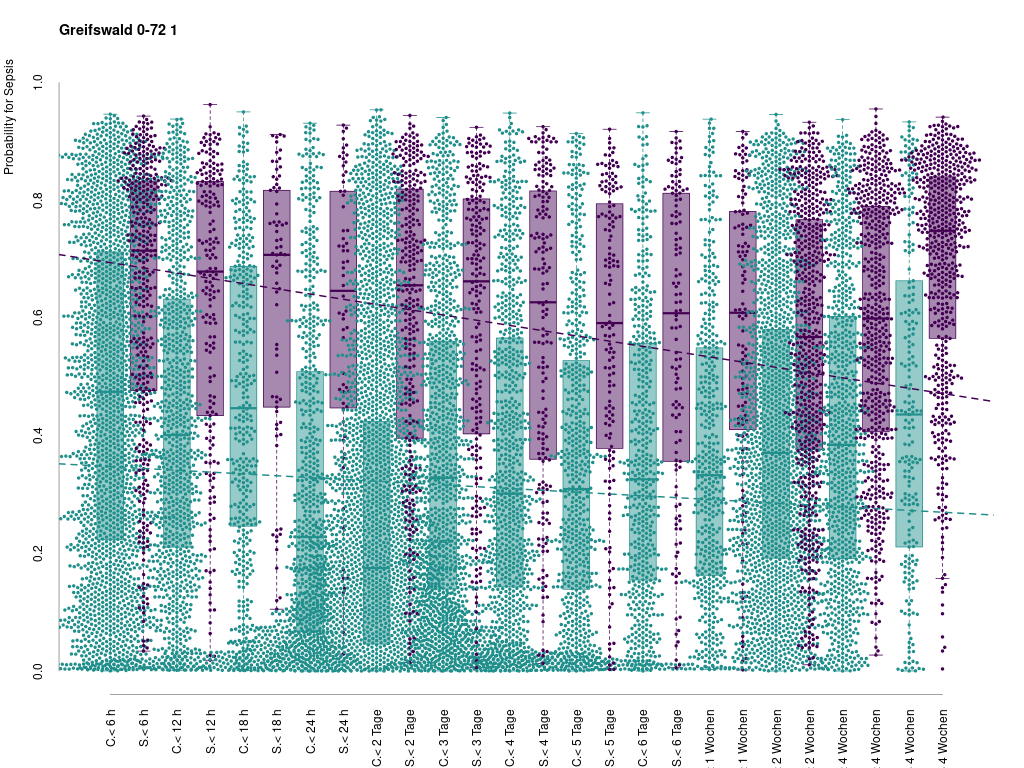 Greifswald 0-72 1
Probability for Sepsis
1.0
0.8
0.6
0.4
0.2
0.0
C.< 6 h
S.< 6 h
C.< 12 h
S.< 12 h
C.< 18 h
S.< 18 h
C.< 24 h
S.< 24 h
C.< 2 Tage
S.< 2 Tage
C.< 3 Tage
S.< 3 Tage
C.< 4 Tage
S.< 4 Tage
C.< 5 Tage
S.< 5 Tage
C.< 6 Tage
S.< 6 Tage
1 Wochen
1 Wochen
2 Wochen
2 Wochen
4 Wochen
4 Wochen
4 Wochen
4 Wochen